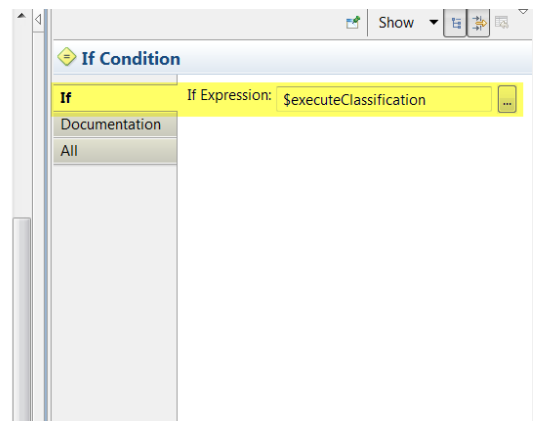 Show
If Condition
If If Expression: $executeClassification ...
Documentation
All